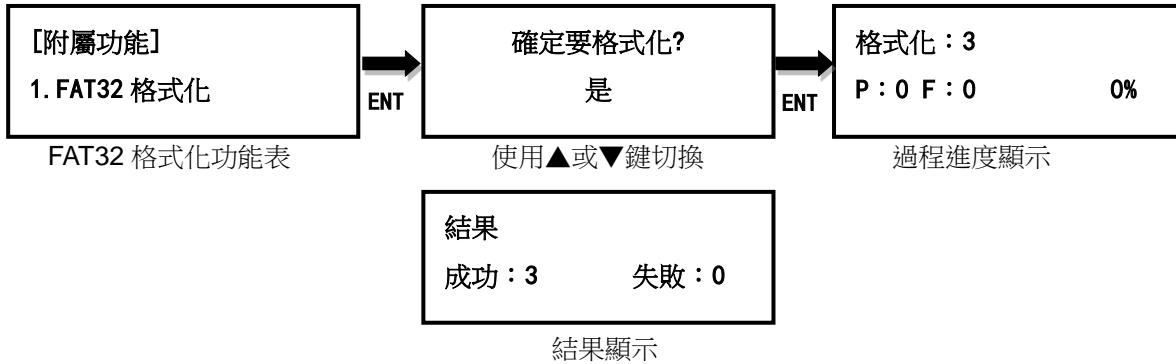 [附屬功能]
1. FAT32 格式化
ENT
FAT32 格式化功能表
確定要格式化?
是
ENT
使用▲或▼鍵切換
格式化：3
P：0 F：0 0%
過程進度顯示
結果
成功：3 失敗：0
結果顯示